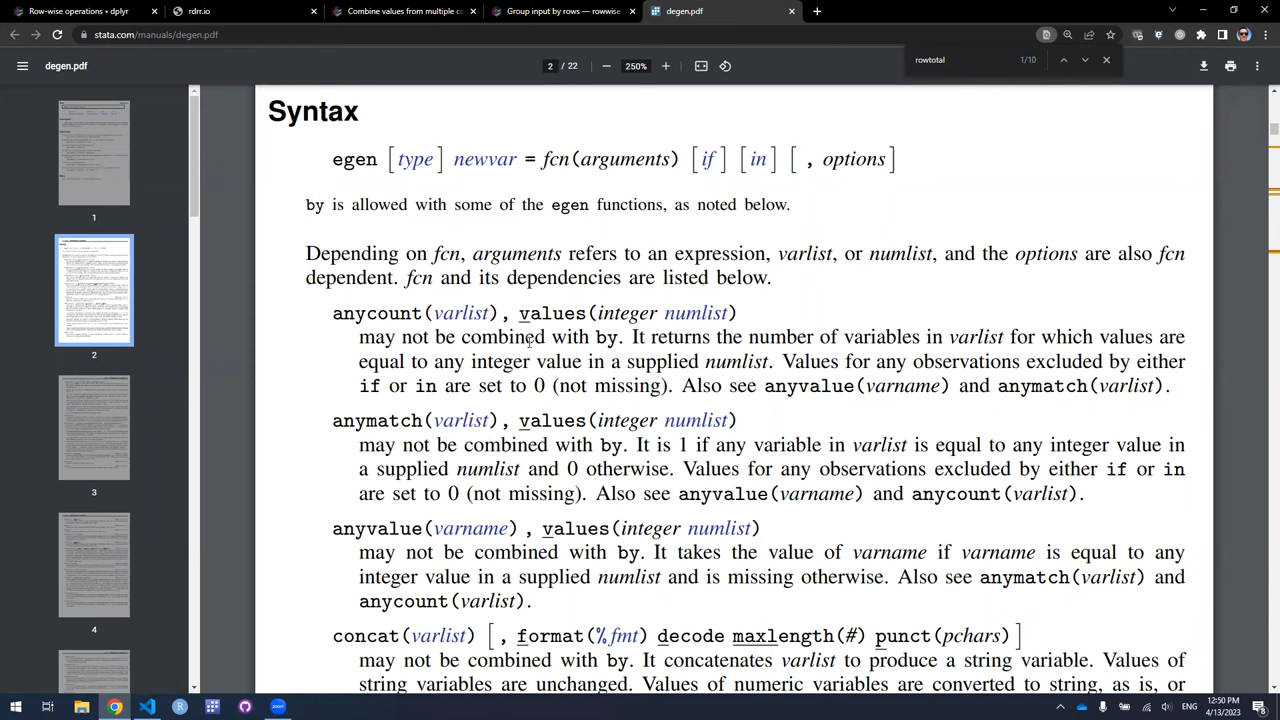 Row-wise operations • dplyr
rdrr.io
Combine values from multiple co
Group input by rows — rowwise
degen.pdf
stata.com/manuals/degen.pdf
degen.pdf
2 / 22
250%
rowtotal
1/10
Syntax
egen [ type ] newvar = fcn(arguments) [ if ] [ in ] [ , options ]
by is allowed with some of the egen functions, as noted below.
Depending on fcn, arguments refers to an expression, varlist, or numlist, and the options are also fcn
dependent. fcn and its dependencies are listed below.
anycount(varlist) , values(integer numlist)
may not be combined with by. It returns the number of variables in varlist for which values are
equal to any integer value in a supplied numlist. Values for any observations excluded by either
if or in are set to 0 (not missing). Also see anyvalue(varname) and anymatch(varlist).
anymatch(varlist) , values(integer numlist)
may not be combined with by. It is 1 if any variable in varlist is equal to any integer value in
a supplied numlist and 0 otherwise. Values for any observations excluded by either if or in
are set to 0 (not missing). Also see anyvalue(varname) and anycount(varlist).
anyvalue(varname) , values(integer numlist)
may not be combined with by. It takes the value of varname if varname is equal to any
integer value in a supplied numlist and is missing otherwise. Also see anymatch(varlist) and
anycount(varlist).
concat(varlist) [ , format(%fmt) decode maxlength(#) punct(pchars) ]
may not be combined with by. It concatenates varlist to produce a string variable. Values of
string variables are unchanged. Values of numeric variables are converted to string, as is, or
1
2
3
4
ENG
12:50 PM
4/13/2023